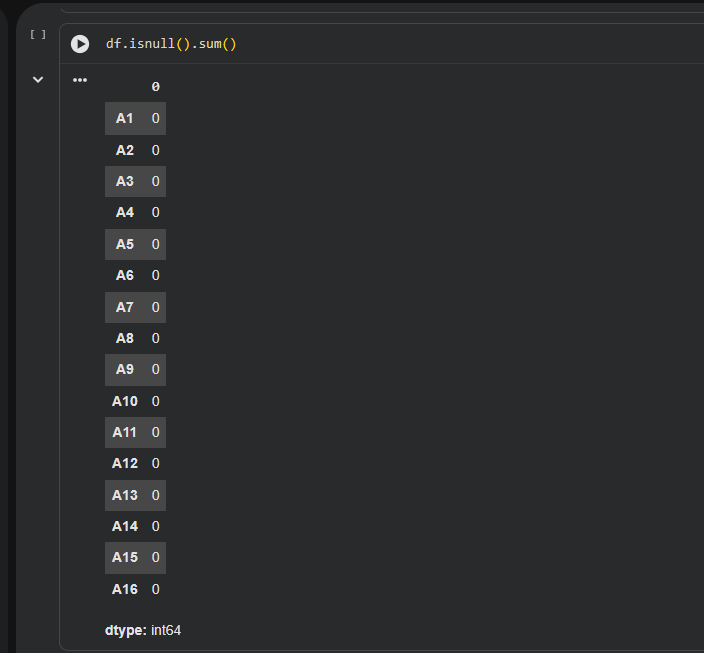 [ ]
df.isnull().sum()
0
A1 0
A2 0
A3 0
A4 0
A5 0
A6 0
A7 0
A8 0
A9 0
A10 0
A11 0
A12 0
A13 0
A14 0
A15 0
A16 0
dtype: int64